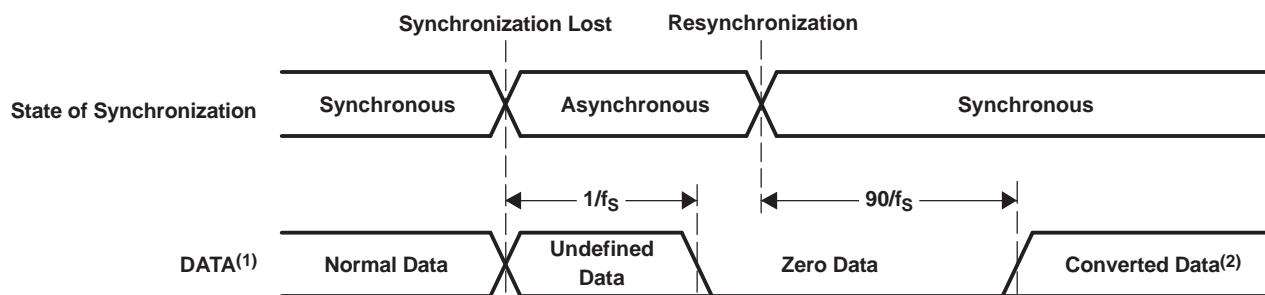 Synchronization Lost Resynchronization
State of Synchronization Synchronous Asynchronous Synchronous
1/fS 90/fS
DATA(1) Normal Data Undefined Data Zero Data Converted Data(2)